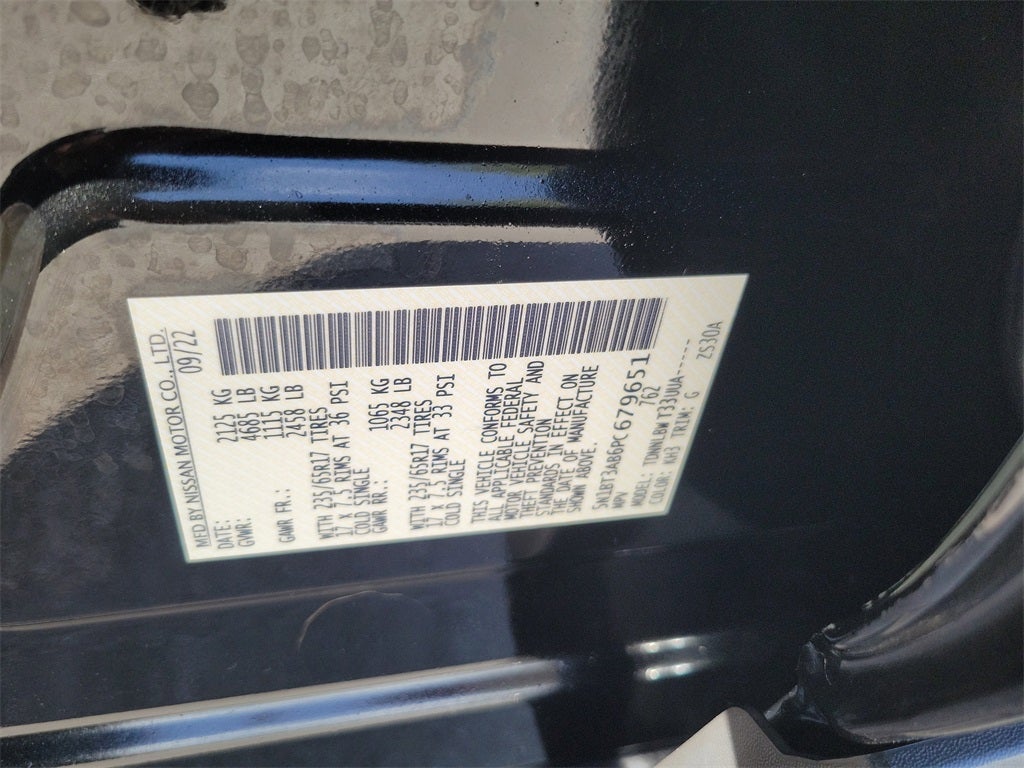 MFD BY NISSAN MOTOR CO., LTD.
DATE: 09/22
GVWR: 2125 KG
4685 LB
GAWR FR.: 1115 KG
2458 LB
WITH 235/65R17 TIRES
17 X 7.5 RIMS AT 36 PSI
COLD SINGLE
GAWR RR.: 1065 KG
2348 LB
WITH 235/65R17 TIRES
17 X 7.5 RIMS AT 33 PSI
COLD SINGLE
THIS VEHICLE CONFORMS TO
ALL APPLICABLE FEDERAL
MOTOR VEHICLE SAFETY AND
THEFT PREVENTION
STANDARDS IN EFFECT ON
THE DATE OF MANUFACTURE
SHOWN ABOVE.
5N1BT3AB6PC679651
MPV 762
MODEL: TDNNLBWT33UUA------
COLOR: KH3 TRIM: G ZS30A